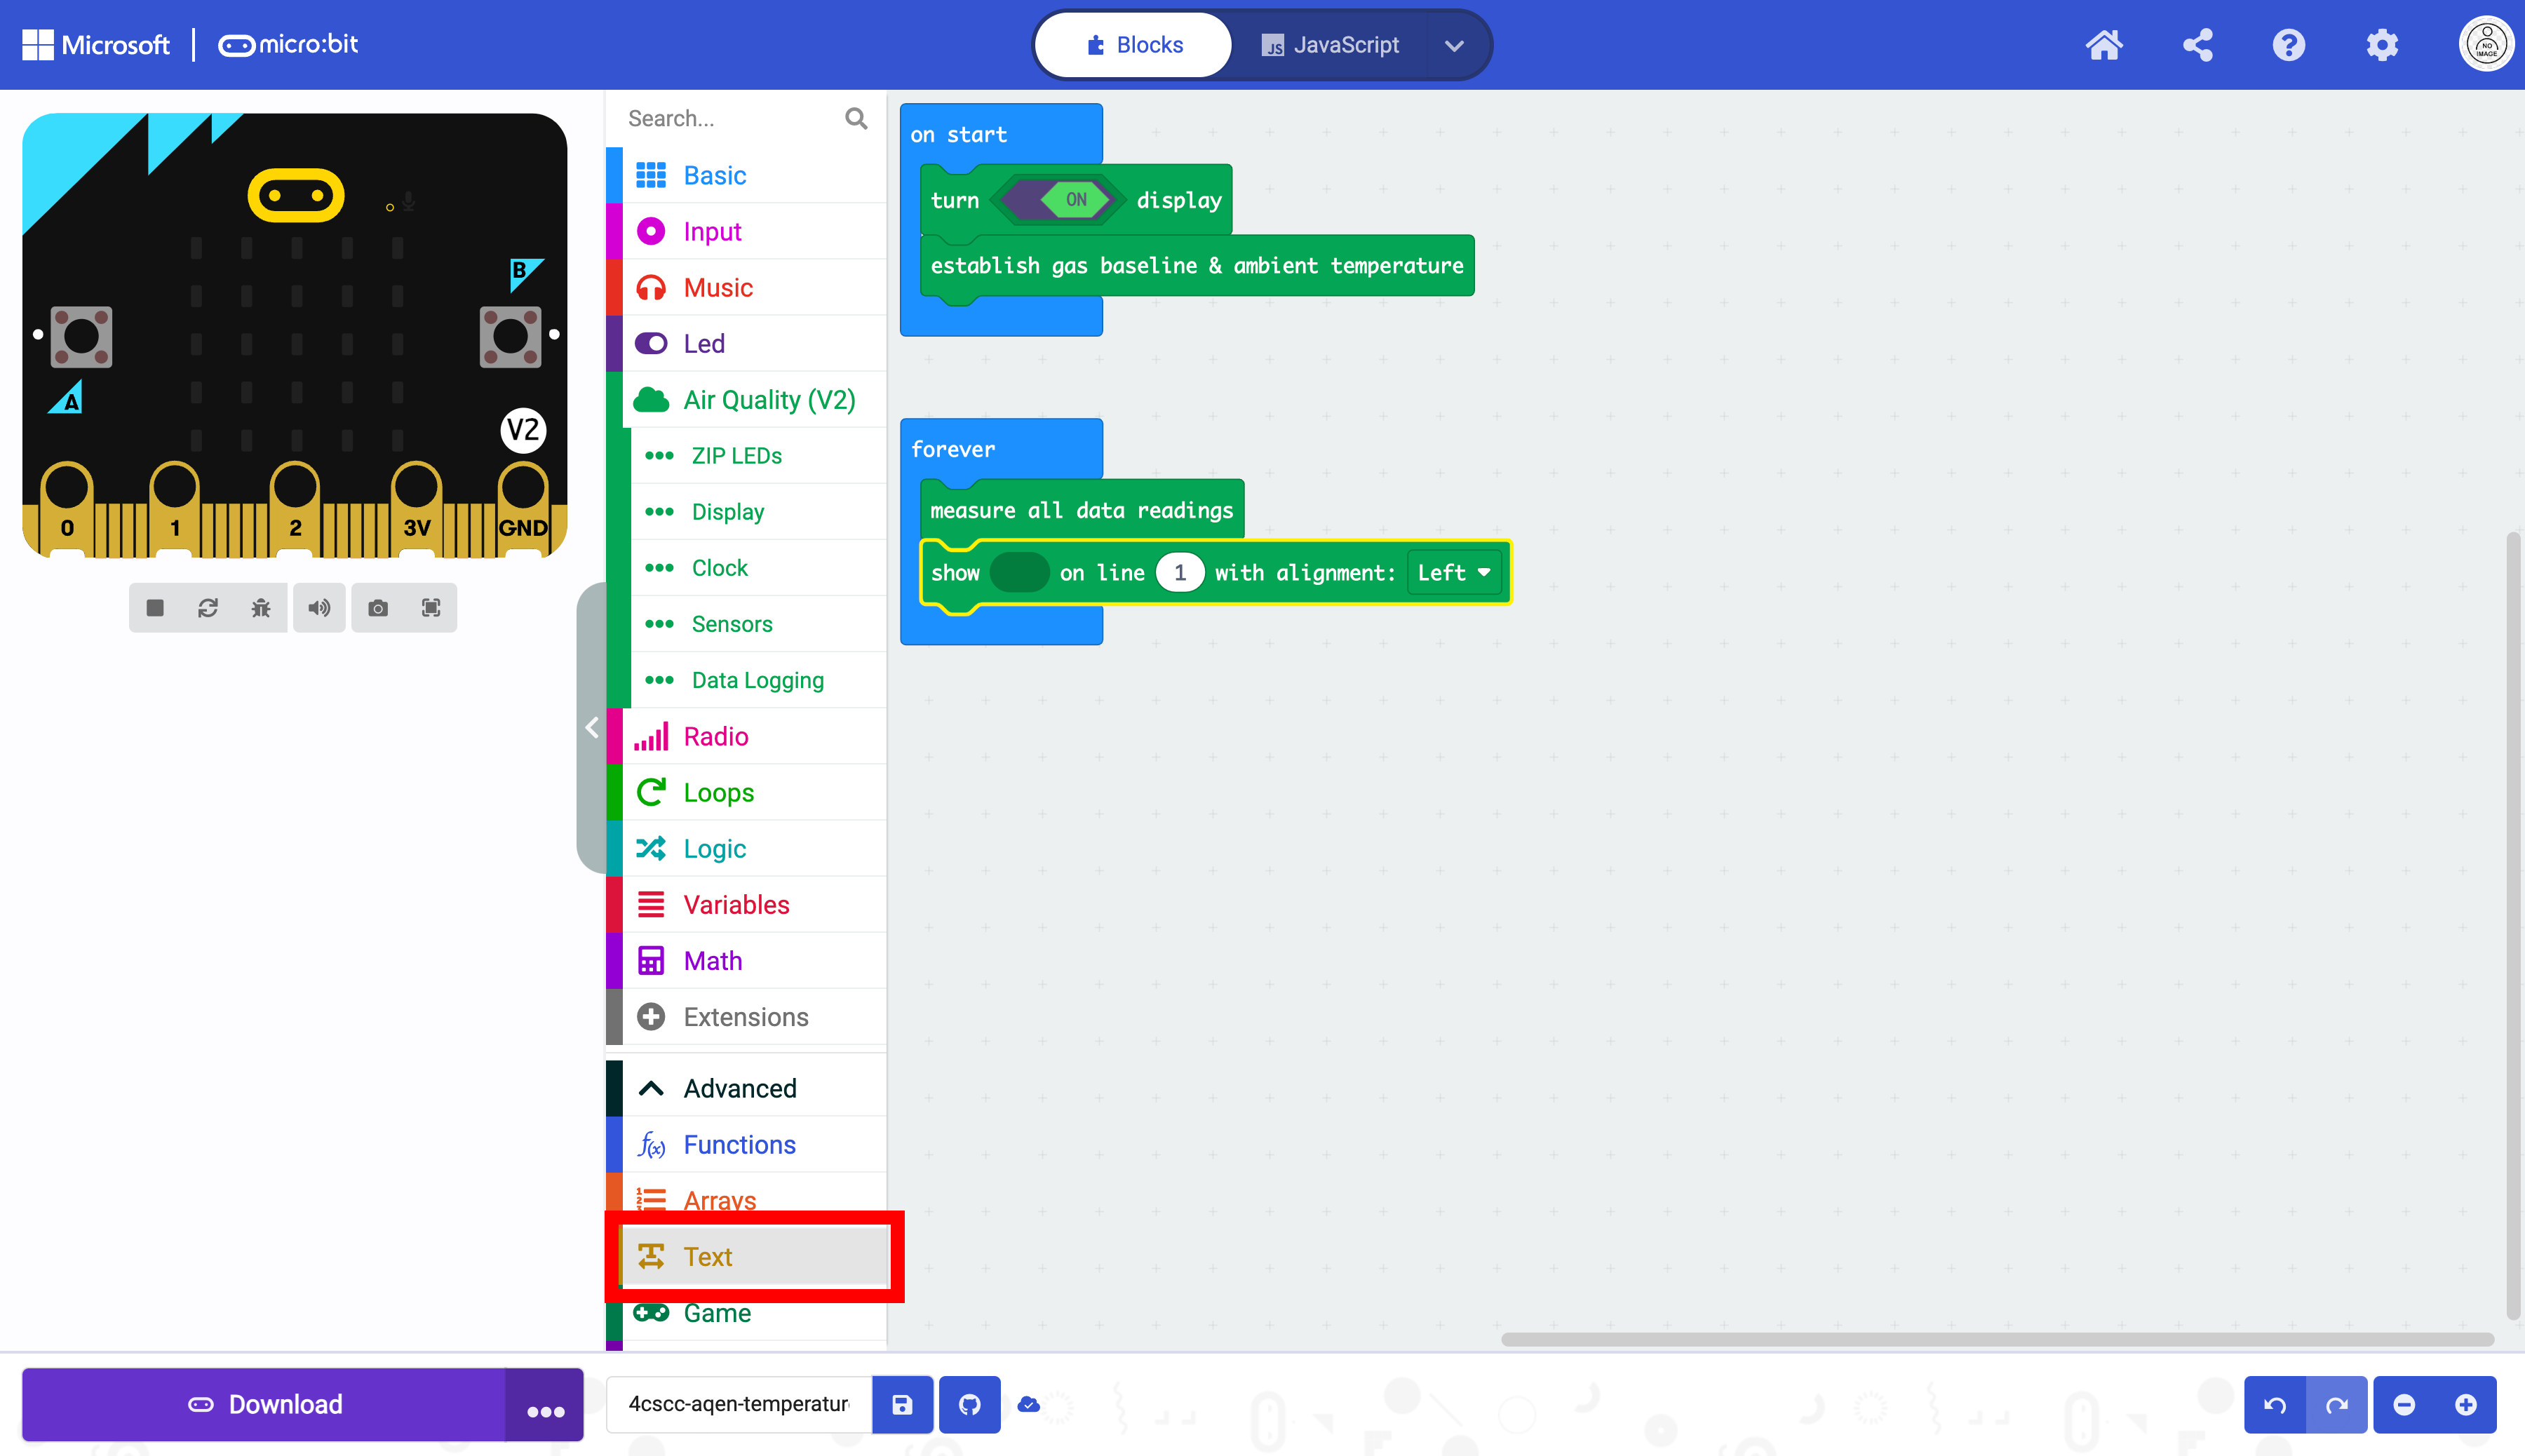 Microsoft | micro:bit
Blocks
JavaScript
NO IMAGE
Search...
Basic
Input
Music
Led
Air Quality (V2)
ZIP LEDs
Display
Clock
Sensors
Data Logging
Radio
Loops
Logic
Variables
Math
Extensions
Advanced
Functions
Arrays
Text
Game
B
A
V2
0 1 2 3V GND
on start
turn ON display
establish gas baseline & ambient temperature
forever
measure all data readings
show on line 1 with alignment: Left
Download
4cscc-aqen-temperatur